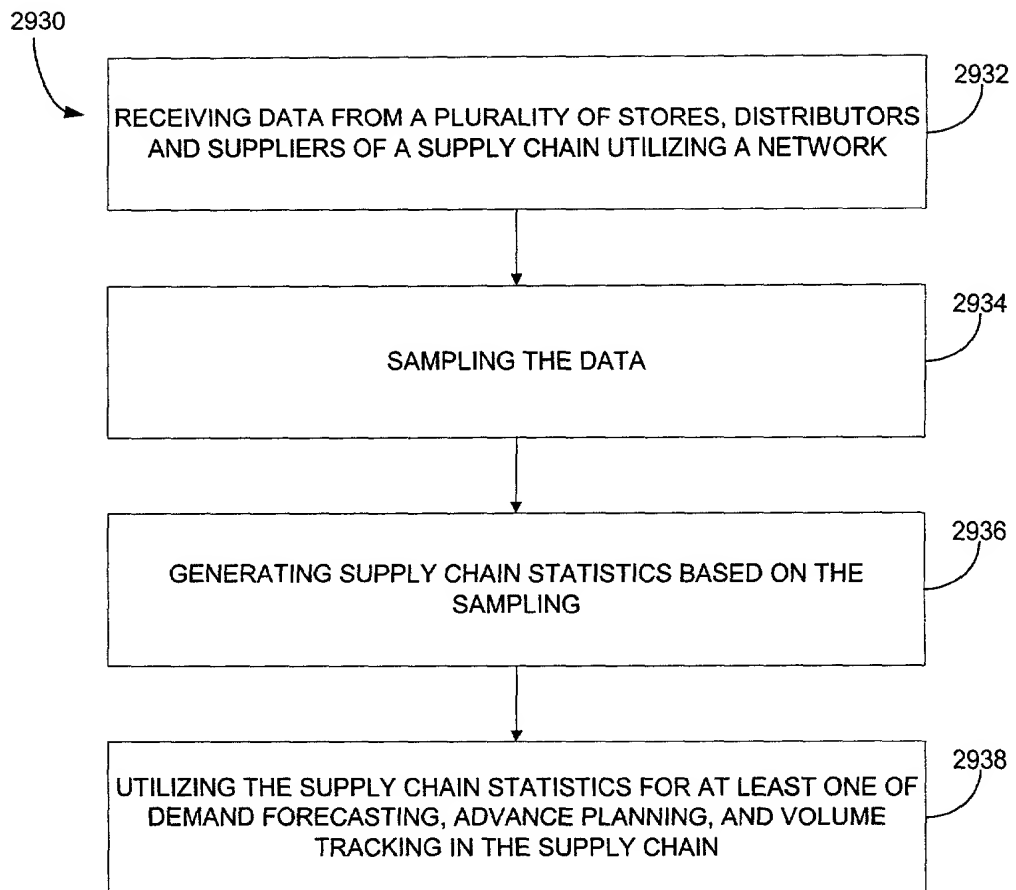 2930
2932
RECEIVING DATA FROM A PLURALITY OF STORES, DISTRIBUTORS
AND SUPPLIERS OF A SUPPLY CHAIN UTILIZING A NETWORK
2934
SAMPLING THE DATA
2936
GENERATING SUPPLY CHAIN STATISTICS BASED ON THE
SAMPLING
2938
UTILIZING THE SUPPLY CHAIN STATISTICS FOR AT LEAST ONE OF
DEMAND FORECASTING, ADVANCE PLANNING, AND VOLUME
TRACKING IN THE SUPPLY CHAIN